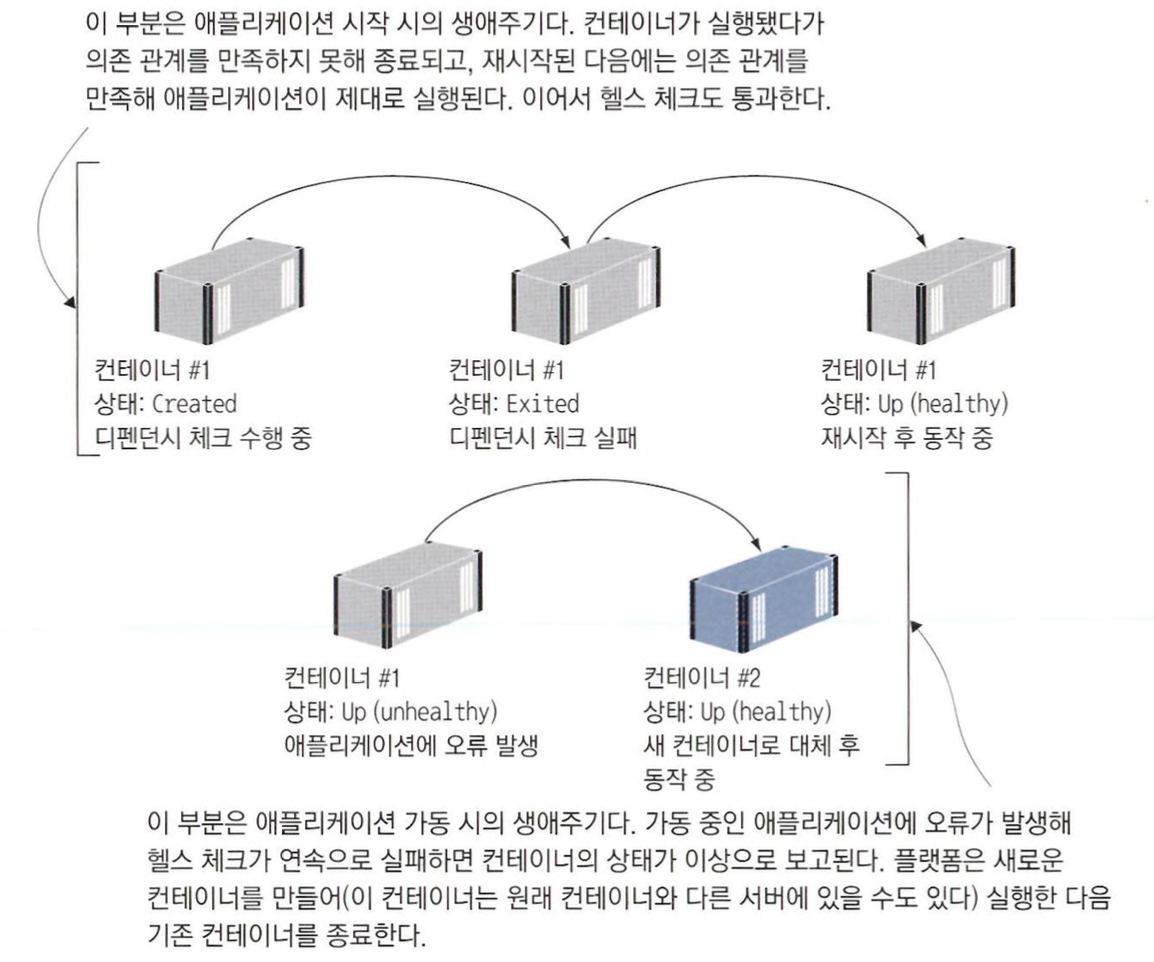 이 부분은 애플리케이션 시작 시의 생애주기다. 컨테이너가 실행됐다가
의존 관계를 만족하지 못해 종료되고, 재시작된 다음에는 의존 관계를
만족해 애플리케이션이 제대로 실행된다. 이어서 헬스 체크도 통과한다.
컨테이너 #1
상태: Created
디펜던시 체크 수행 중
컨테이너 #1
상태: Exited
디펜던시 체크 실패
컨테이너 #1
상태: Up (healthy)
재시작 후 동작 중
컨테이너 #1
상태: Up (unhealthy)
애플리케이션에 오류 발생
컨테이너 #2
상태: Up (healthy)
새 컨테이너로 대체 후
동작 중
이 부분은 애플리케이션 가동 시의 생애주기다. 가동 중인 애플리케이션에 오류가 발생해
헬스 체크가 연속으로 실패하면 컨테이너의 상태가 이상으로 보고된다. 플랫폼은 새로운
컨테이너를 만들어(이 컨테이너는 원래 컨테이너와 다른 서버에 있을 수도 있다) 실행한 다음
기존 컨테이너를 종료한다.